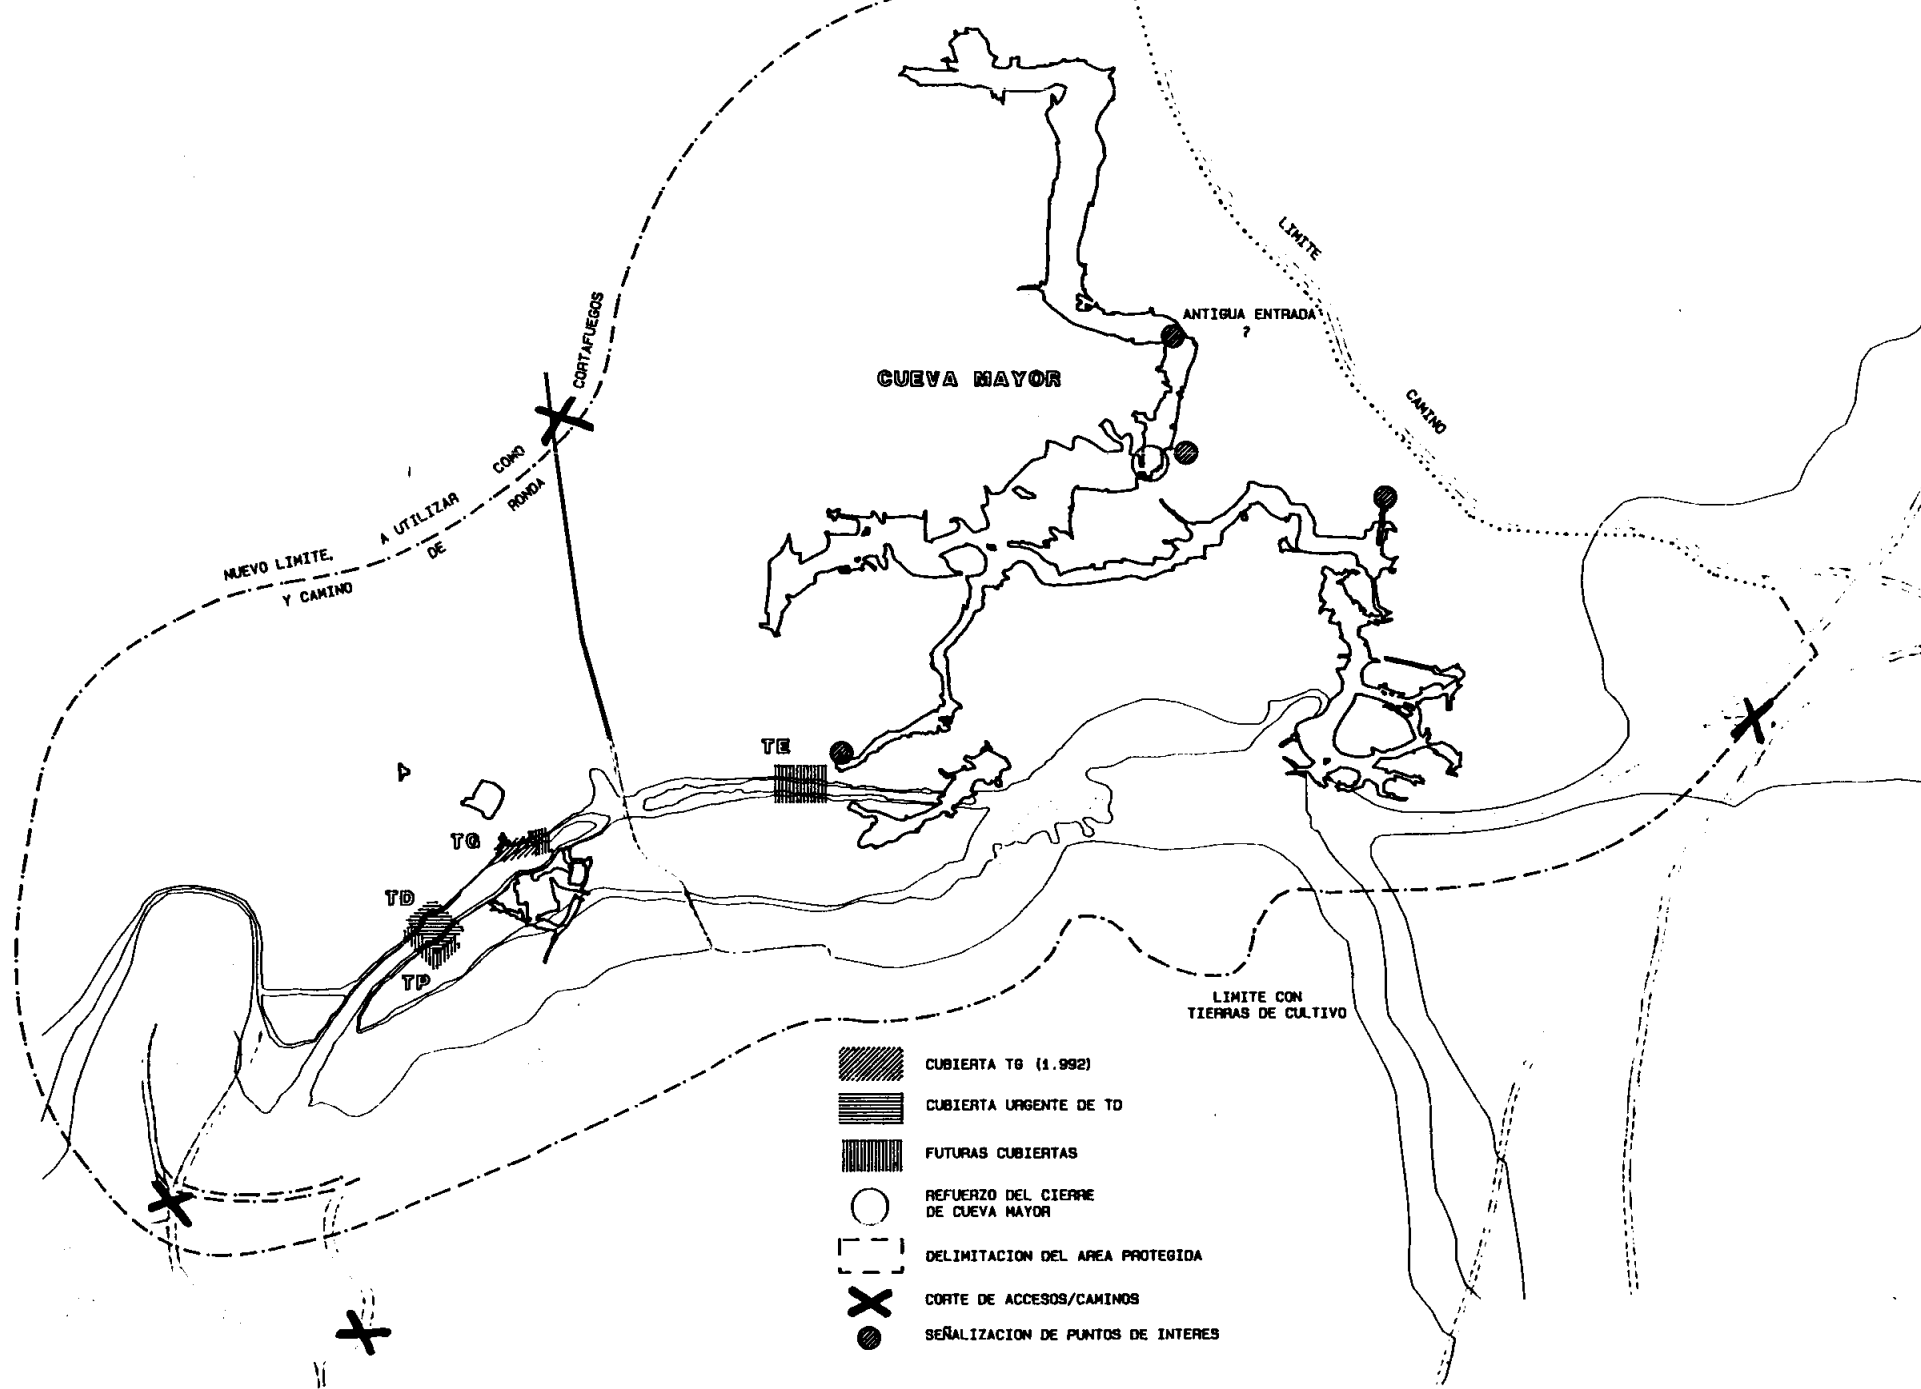 LIMITE
ANTIGUA ENTRADA
?
CORTAFUEGOS
CUEVA MAYOR
CAMINO
NUEVO LIMITE, A UTILIZAR COMO
Y CAMINO DE RONDA
TE
TG
TD
TP
LIMITE CON
TIERRAS DE CULTIVO
CUBIERTA TG (1.992)
CUBIERTA URGENTE DE TD
FUTURAS CUBIERTAS
REFUERZO DEL CIERRE
DE CUEVA MAYOR
DELIMITACION DEL AREA PROTEGIDA
CORTE DE ACCESOS/CAMINOS
SEÑALIZACION DE PUNTOS DE INTERES